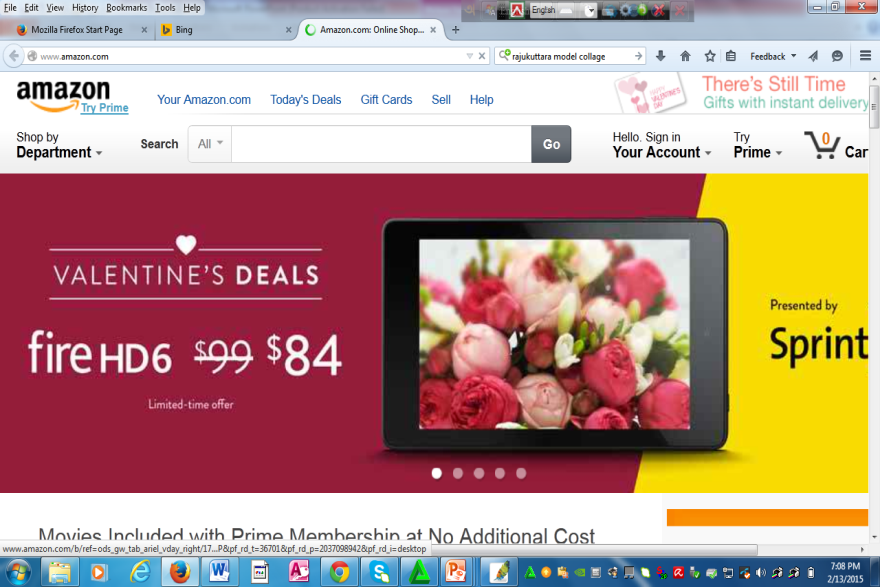 File Edit View History Bookmarks Tools Help
English
Mozilla Firefox Start Page
Bing
Amazon.com: Online Shop...
www.amazon.com
rajukuttara model collage
Feedback
amazon
Try Prime
Your Amazon.com Today's Deals Gift Cards Sell Help
VALENTINE'S
DAY
There's Still Time
Gifts with instant delivery
Shop by
Department
Search
All
Go
Hello. Sign in
Your Account
Try
Prime
0
Car
VALENTINE'S DEALS
fire HD6 $99 $84
Limited-time offer
Presented by
Sprint
Movies Included with Prime Membership at No Additional Cost
www.amazon.com/b/ref=ods_gw_tab_ariel_vday_right/17...P&pf_rd_t=36701&pf_rd_p=2037098942&pf_rd_i=desktop
7:08 PM
2/13/2015